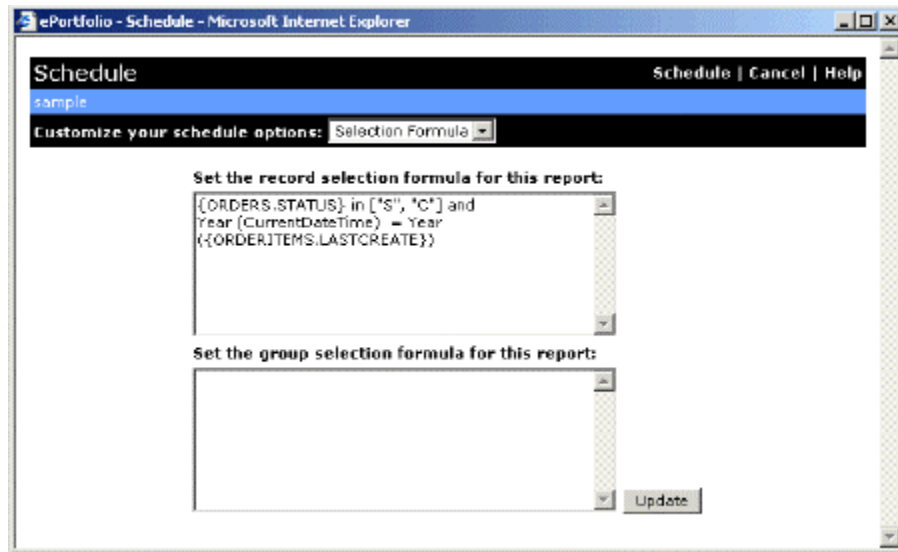 ePortfolio - Schedule - Microsoft Internet Explorer
Schedule
Schedule | Cancel | Help
sample
Customize your schedule options: Selection Formula
Set the record selection formula for this report:
{ORDERS.STATUS} in ["S", "C"] and
Year (CurrentDateTime) = Year
({ORDERITEMS.LASTCREATE})
Set the group selection formula for this report:
Update